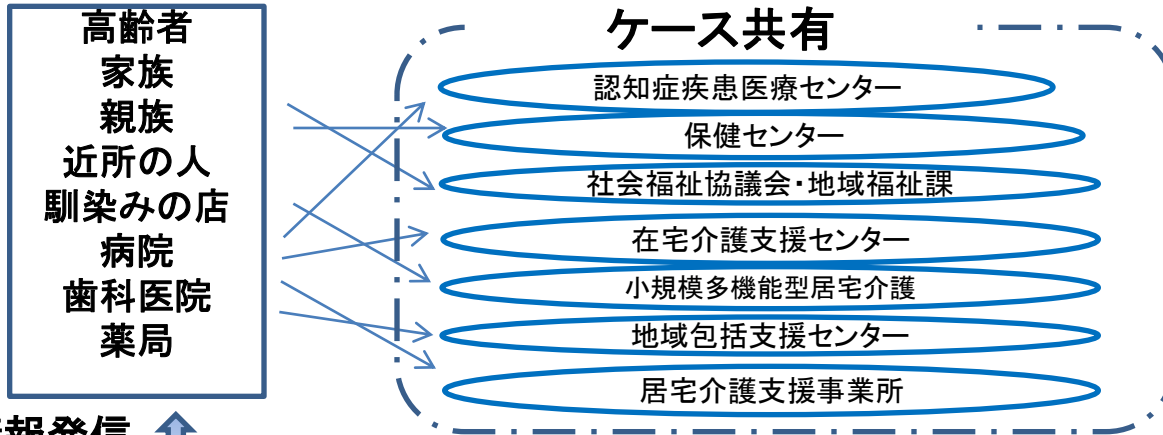 高齢者
家族
親族
近所の人
馴染みの店
病院
歯科医院
薬局
ケース共有
認知症疾患医療センター
保健センター
社会福祉協議会・地域福祉課
在宅介護支援センター
小規模多機能型居宅介護
地域包括支援センター
居宅介護支援事業所
報発信